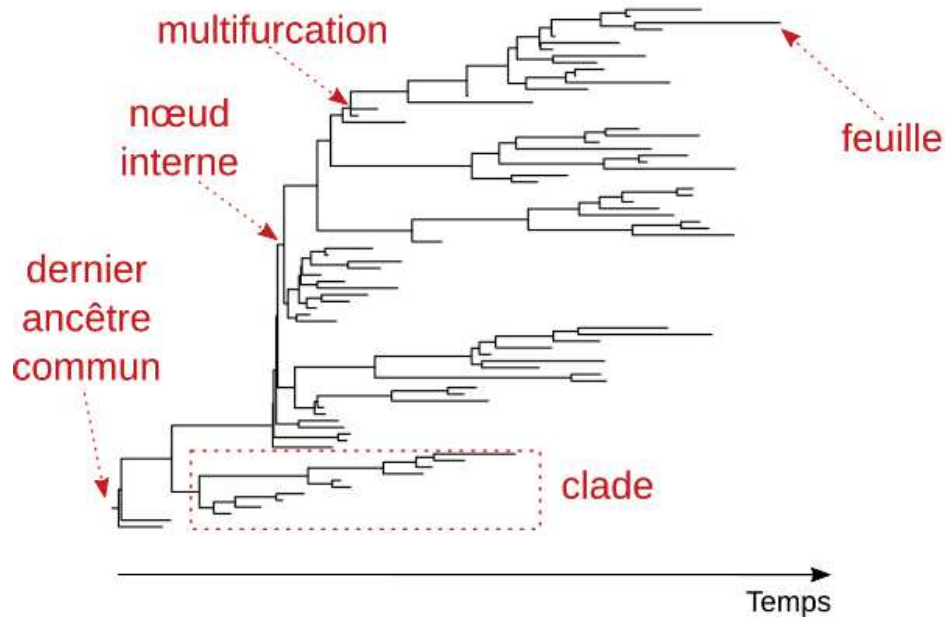 multifurcation
nœud
interne
feuille
dernier
ancêtre
commun
clade
Temps